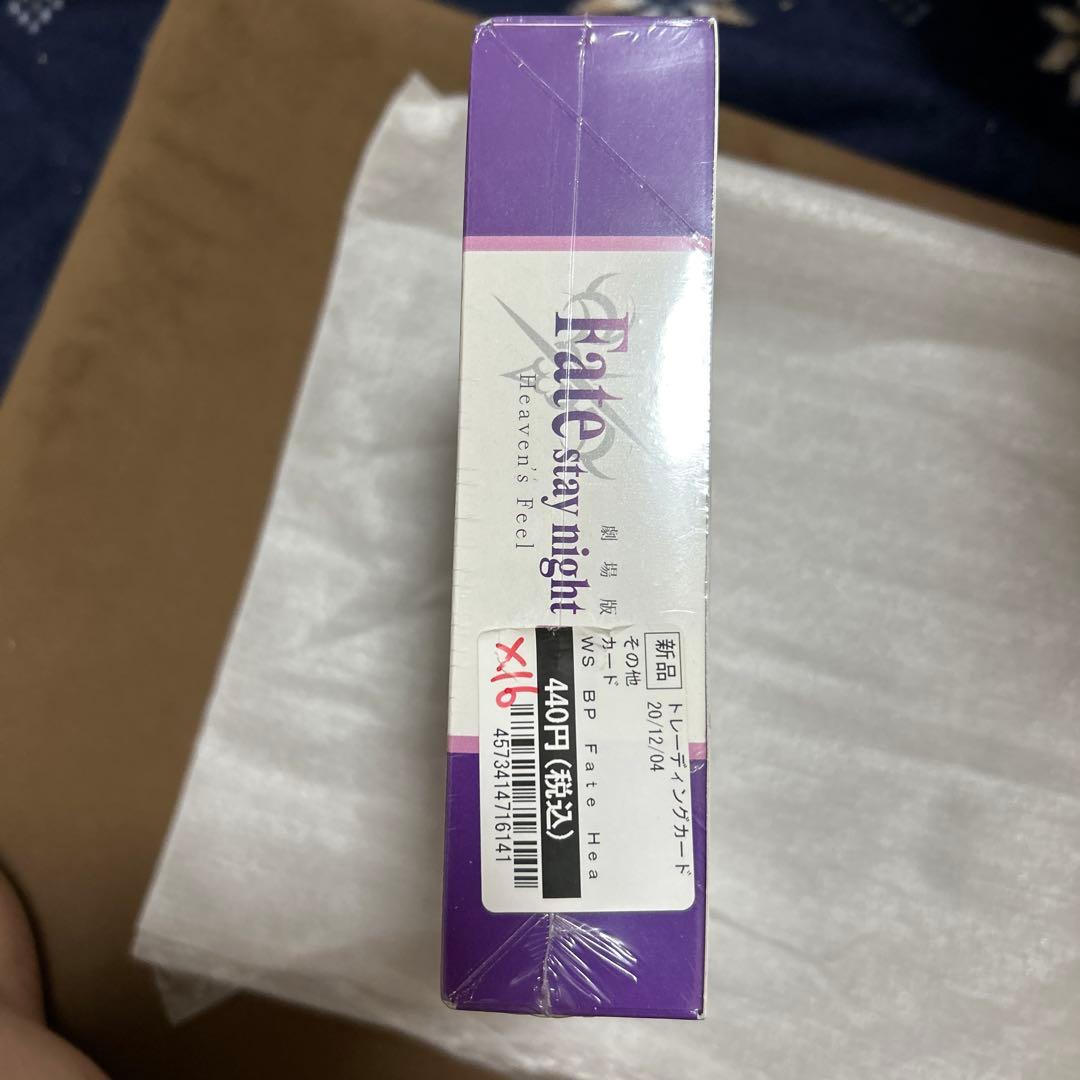 劇場版
Fate
stay night
Heaven's Feel
新品 トレーディングカード
20/12/04
その他
カード
WS BP Fate Hea
440円(税込)
×16
4573414716141